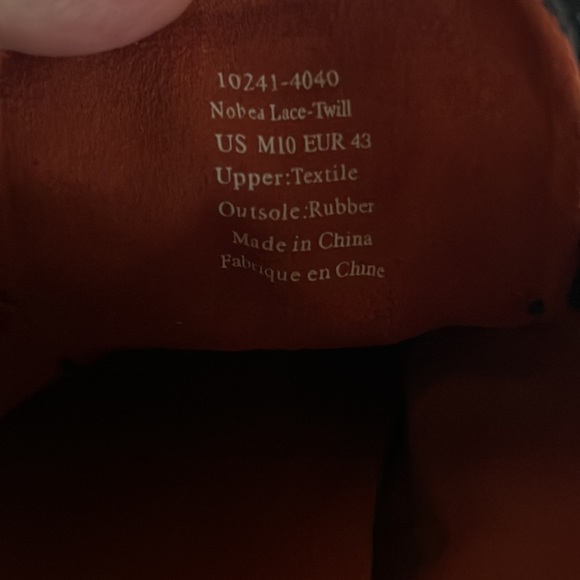 10241-4040
Nobea Lace-Twill
US M10 EUR 43
Upper:Textile
Outsole:Rubber
Made in China
Fabrique en Chine